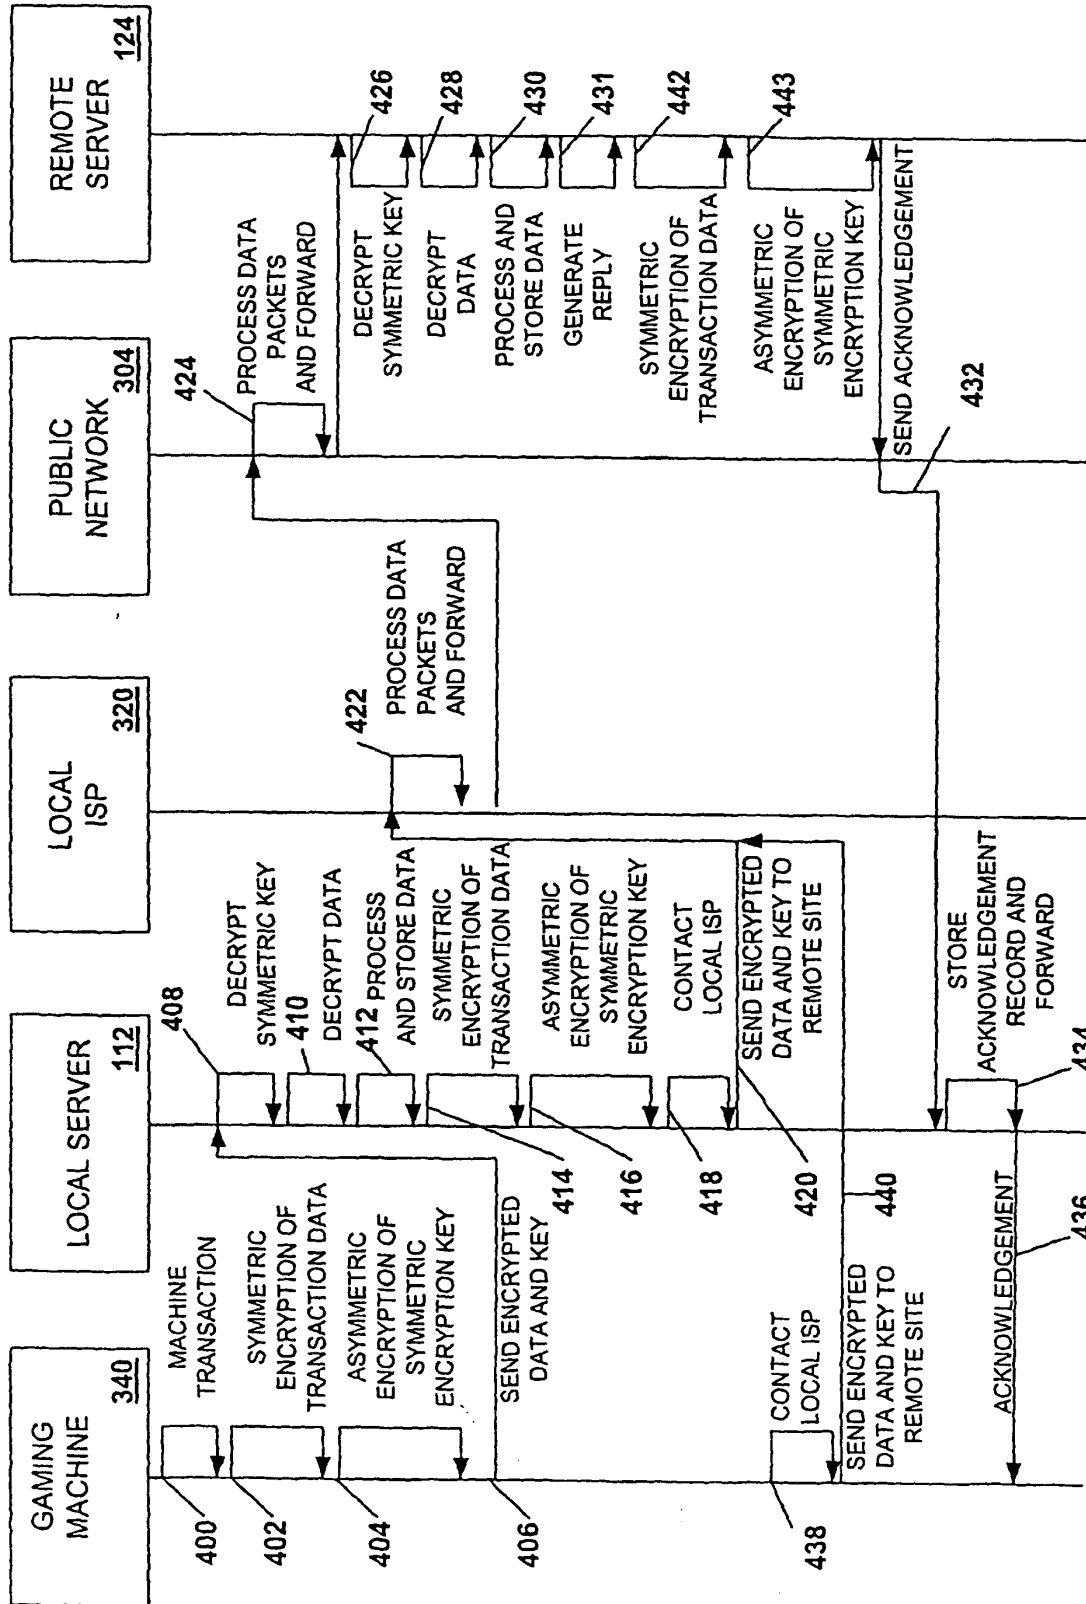 GAMING
MACHINE
340
LOCAL SERVER
112
LOCAL
ISP
320
PUBLIC
NETWORK
304
REMOTE
SERVER
124
400
MACHINE
TRANSACTION
402
SYMMETRIC
ENCRYPTION OF
TRANSACTION DATA
404
ASYMMETRIC
ENCRYPTION OF
SYMMETRIC
ENCRYPTION KEY
406
SEND ENCRYPTED
DATA AND KEY
438
CONTACT
LOCAL ISP
SEND ENCRYPTED
DATA AND KEY TO
REMOTE SITE
440
ACKNOWLEDGEMENT
436
408
DECRYPT
SYMMETRIC KEY
410
DECRYPT DATA
412
PROCESS
AND STORE DATA
414
SYMMETRIC
ENCRYPTION OF
TRANSACTION DATA
416
ASYMMETRIC
ENCRYPTION OF
SYMMETRIC
ENCRYPTION KEY
418
CONTACT
LOCAL ISP
420
SEND ENCRYPTED
DATA AND KEY TO
REMOTE SITE
STORE
ACKNOWLEDGEMENT
RECORD AND
FORWARD
434
422
PROCESS DATA
PACKETS
AND FORWARD
424
PROCESS DATA
PACKETS
AND FORWARD
426
DECRYPT
SYMMETRIC KEY
428
DECRYPT
DATA
430
PROCESS AND
STORE DATA
431
GENERATE
REPLY
442
SYMMETRIC
ENCRYPTION OF
TRANSACTION DATA
443
ASYMMETRIC
ENCRYPTION OF
SYMMETRIC
ENCRYPTION KEY
SEND ACKNOWLEDGEMENT
432